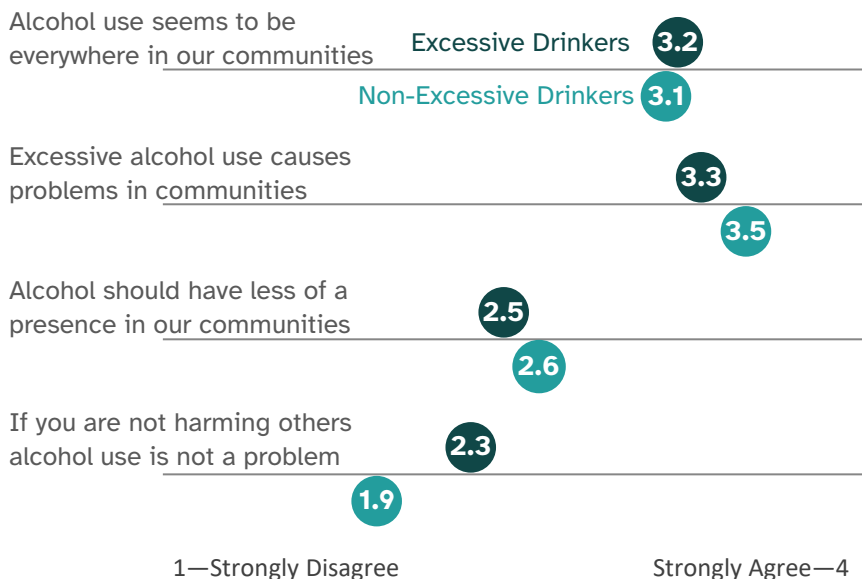 Alcohol use seems to be
everywhere in our communities
Excessive Drinkers 3.2
Non-Excessive Drinkers 3.1
Excessive alcohol use causes
problems in communities
3.3
3.5
Alcohol should have less of a
presence in our communities
2.5
2.6
If you are not harming others
alcohol use is not a problem
2.3
1.9
1—Strongly Disagree Strongly Agree—4